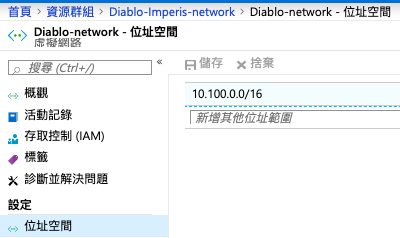 首頁 > 資源群組 > Diablo-Imperis-network > Diablo-network - 位址空間
Diablo-network - 位址空間
虛擬網路
搜尋 (Ctrl+/)
«
儲存
捨棄
概觀
活動記錄
存取控制 (IAM)
標籤
診斷並解決問題
設定
位址空間
10.100.0.0/16
新增其他位址範圍